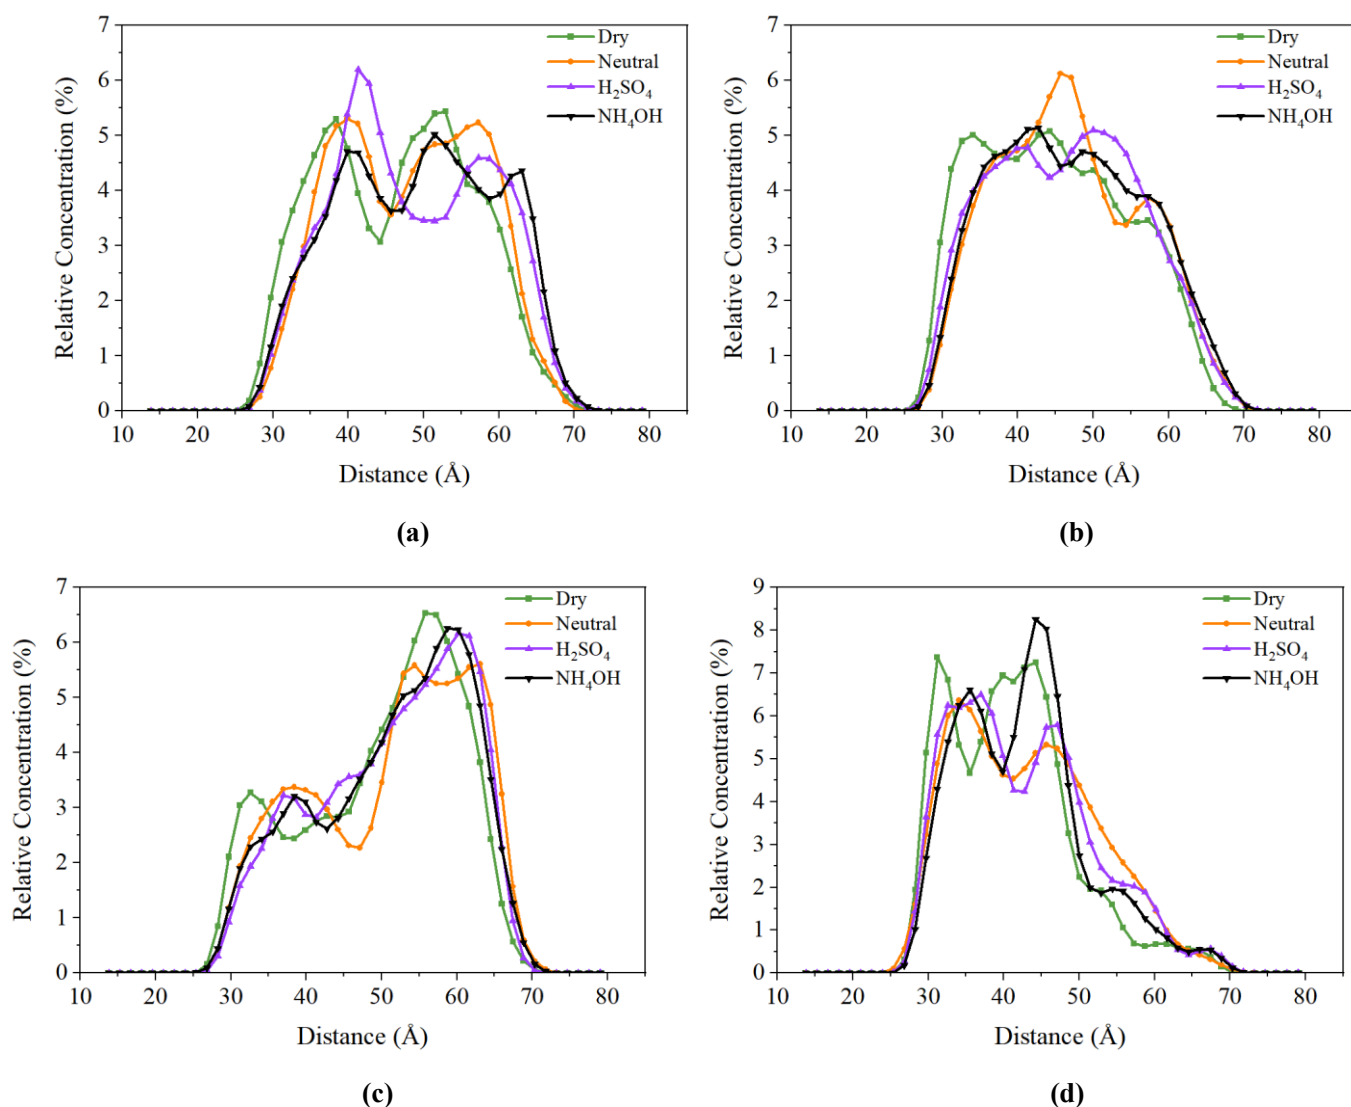 7
6
5
4
3
2
1
0
Relative Concentration (%)
Dry
Neutral
H₂SO₄
NH₄OH
10 20 30 40 50 60 70 80
Distance (Å)
(a)
7
6
5
4
3
2
1
0
Relative Concentration (%)
Dry
Neutral
H₂SO₄
NH₄OH
10 20 30 40 50 60 70 80
Distance (Å)
(b)
7
6
5
4
3
2
1
0
Relative Concentration (%)
Dry
Neutral
H₂SO₄
NH₄OH
10 20 30 40 50 60 70 80
Distance (Å)
(c)
9
8
7
6
5
4
3
2
1
0
Relative Concentration (%)
Dry
Neutral
H₂SO₄
NH₄OH
10 20 30 40 50 60 70 80
Distance (Å)
(d)